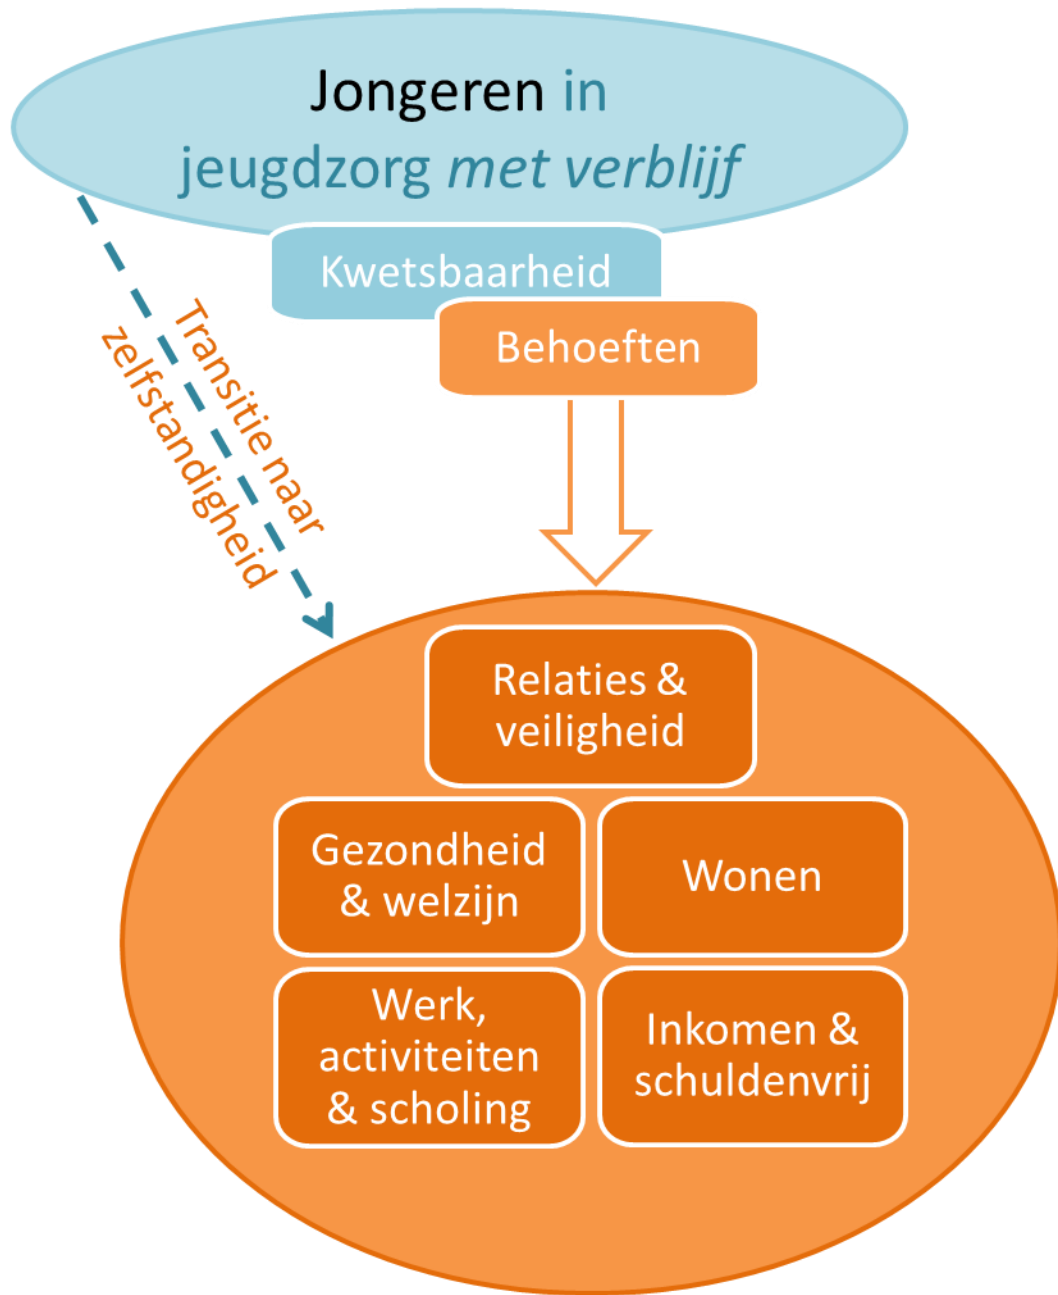 Jongeren in
jeugdzorg met verblijf
Kwetsbaarheid
Behoeften
Transitie naar
zelfstandigheid
Relaties &
veiligheid
Gezondheid
& welzijn
Wonen
Werk,
activiteiten
& scholing
Inkomen &
schuldenvrij